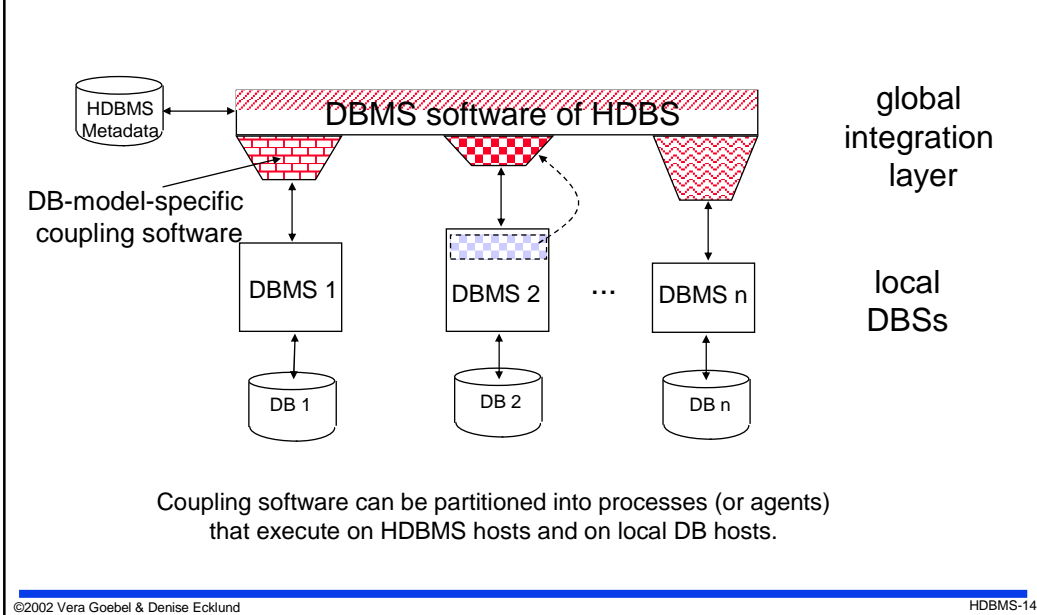 HDBMS
Metadata
DBMS software of HDBS
global
integration
layer
DB-model-specific
coupling software
DBMS 1
DBMS 2
...
DBMS n
local
DBSs
DB 1
DB 2
DB n
Coupling software can be partitioned into processes (or agents)
that execute on HDBMS hosts and on local DB hosts.
©2002 Vera Goebel & Denise Ecklund
HDBMS-14